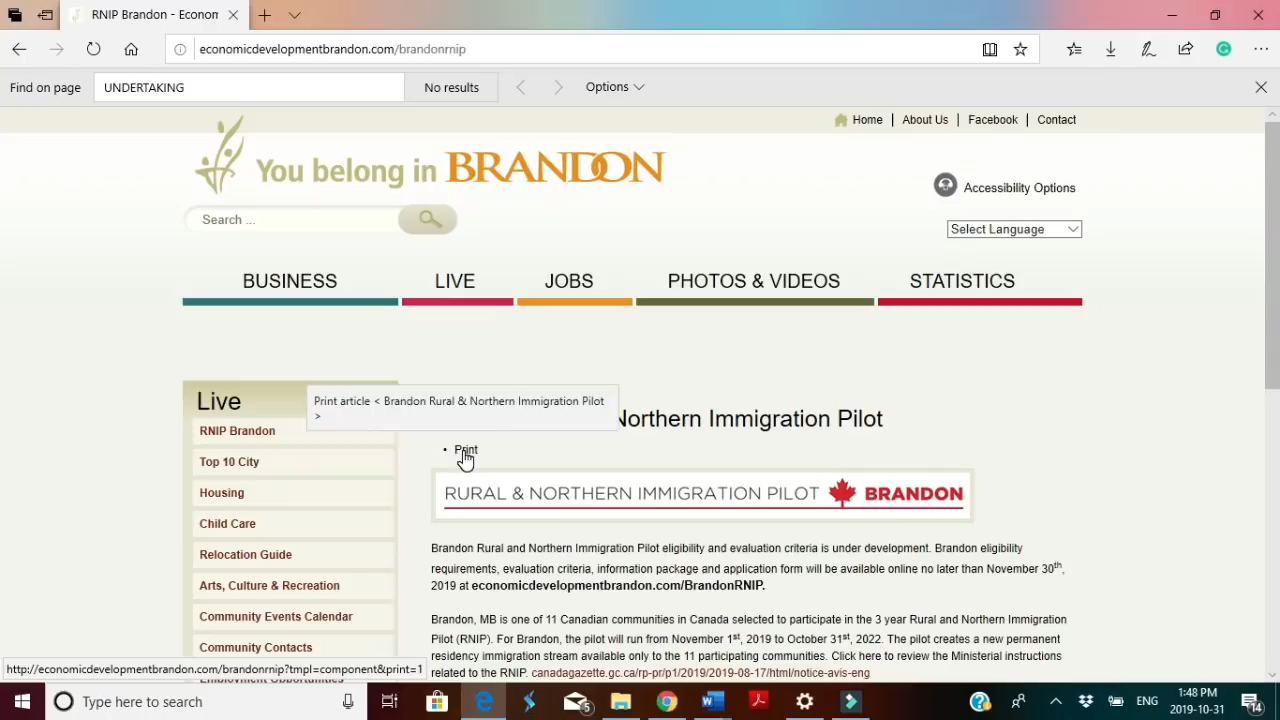 RNIP Brandon - Econom
economicdevelopmentbrandon.com/brandonrnip
Find on page
UNDERTAKING
No results
Options
Home | About Us | Facebook | Contact
You belong in BRANDON
Accessibility Options
Search ...
Select Language
BUSINESS
LIVE
JOBS
PHOTOS & VIDEOS
STATISTICS
Live
RNIP Brandon
Top 10 City
Housing
Child Care
Relocation Guide
Arts, Culture & Recreation
Community Events Calendar
Community Contacts
Print article < Brandon Rural & Northern Immigration Pilot
>
Northern Immigration Pilot
• Print
RURAL & NORTHERN IMMIGRATION PILOT BRANDON
Brandon Rural and Northern Immigration Pilot eligibility and evaluation criteria is under development. Brandon eligibility
requirements, evaluation criteria, information package and application form will be available online no later than November 30th,
2019 at economicdevelopmentbrandon.com/BrandonRNIP.
Brandon, MB is one of 11 Canadian communities in Canada selected to participate in the 3 year Rural and Northern Immigration
Pilot (RNIP). For Brandon, the pilot will run from November 1st, 2019 to October 31st, 2022. The pilot creates a new permanent
residency immigration stream available only to the 11 participating communities. Click here to review the Ministerial instructions
related to the RNIP. canadagazette.gc.ca/rp-pr/p1/2019/2019-08-17/html/notice-avis-eng
http://economicdevelopmentbrandon.com/brandonrnip?tmpl=component&print=1
Type here to search
5
ENG
1:48 PM
2019-10-31
14